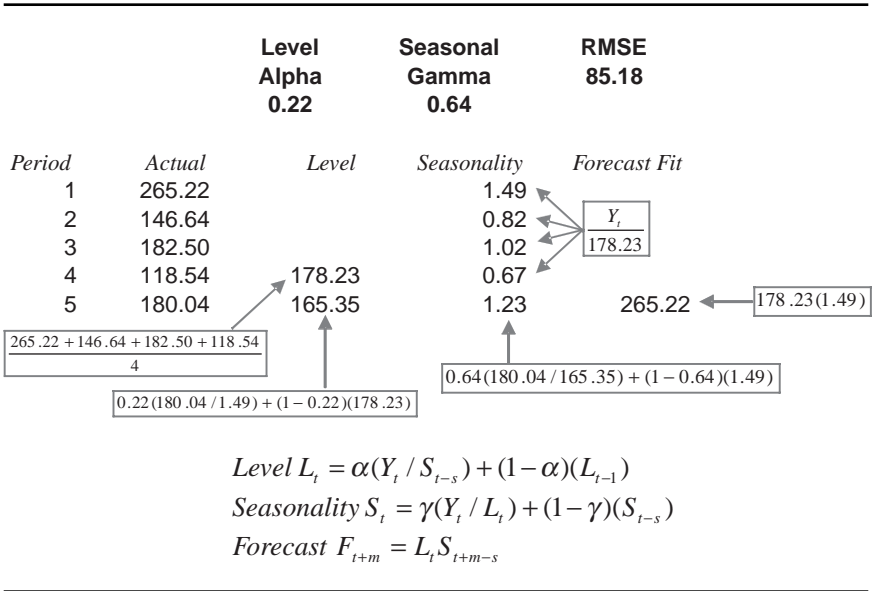 Level Seasonal RMSE
Alpha Gamma 85.18
0.22 0.64
Period Actual Level Seasonality Forecast Fit
1 265.22 1.49
2 146.64 0.82
3 182.50 1.02
4 118.54 178.23 0.67
5 180.04 165.35 1.23 265.22
Y_t / 178.23
178.23(1.49)
265.22 + 146.64 + 182.50 + 118.54
4
0.22(180.04 / 1.49) + (1 − 0.22)(178.23)
0.64(180.04 / 165.35) + (1 − 0.64)(1.49)
Level L_t = α(Y_t / S_{t−s}) + (1 − α)(L_{t−1})
Seasonality S_t = γ(Y_t / L_t) + (1 − γ)(S_{t−s})
Forecast F_{t+m} = L_t S_{t+m−s}